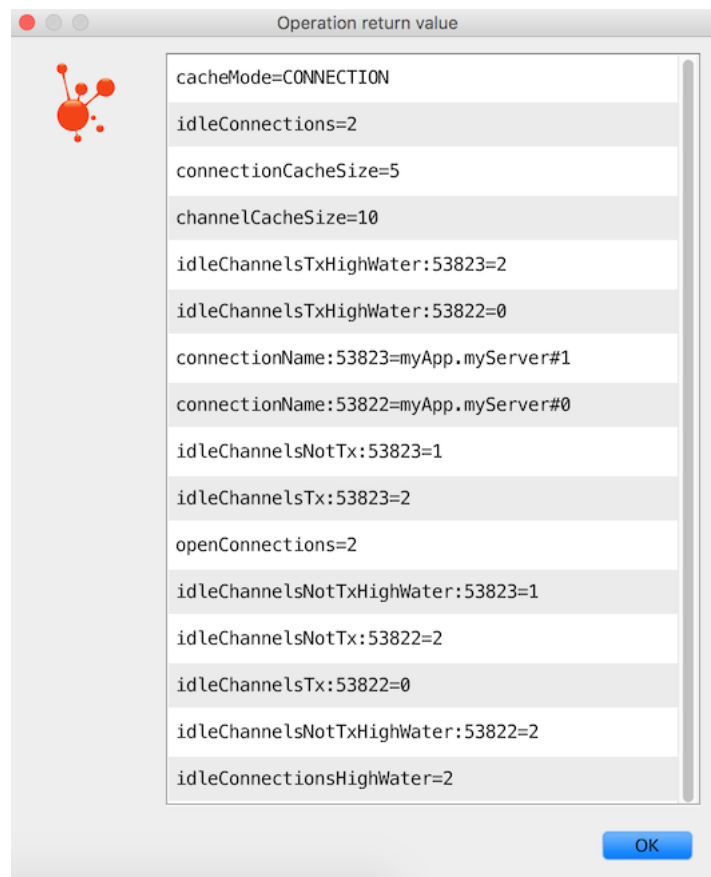 Operation return value
cacheMode=CONNECTION
idleConnections=2
connectionCacheSize=5
channelCacheSize=10
idleChannelsTxHighWater:53823=2
idleChannelsTxHighWater:53822=0
connectionName:53823=myApp.myServer#1
connectionName:53822=myApp.myServer#0
idleChannelsNotTx:53823=1
idleChannelsTx:53823=2
openConnections=2
idleChannelsNotTxHighWater:53823=1
idleChannelsNotTx:53822=2
idleChannelsTx:53822=0
idleChannelsNotTxHighWater:53822=2
idleConnectionsHighWater=2
OK